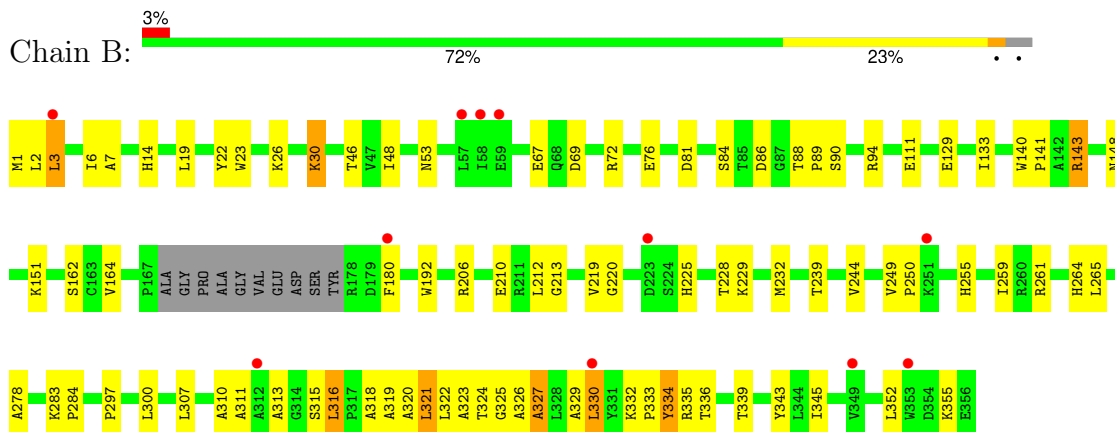 3%
Chain B:
72% 23% • •
M1 L2 L3 I6 A7 H14 L19 Y22 W23 K26 K30 T46 V47 I48 N53 L57 I58 E59 E67 Q68 D69 R72 E76 D81 S84 T85 D86 G87 T88 P89 S90 R94 E111 E129 I133 W140 P141 A142 R143 N148
K151 S162 C163 V164 P167 ALA GLY PRO ALA GLY VAL GLU ASP SER TYR R178 D179 F180 W192 R206 E210 R211 L212 G213 V219 G220 D223 S224 H225 T228 K229 M232 T239 V244 V249 P250 K251 H255 I259 R260 R261 H264 L265
A278 K283 P284 P297 L300 L307 A310 A311 A312 A313 G314 S315 L316 P317 A318 A319 A320 L321 L322 A323 T324 G325 A326 A327 L328 A329 L330 Y331 K332 P333 Y334 R335 T336 T339 Y343 L344 I345 V349 L352 W353 D354 K355 E356